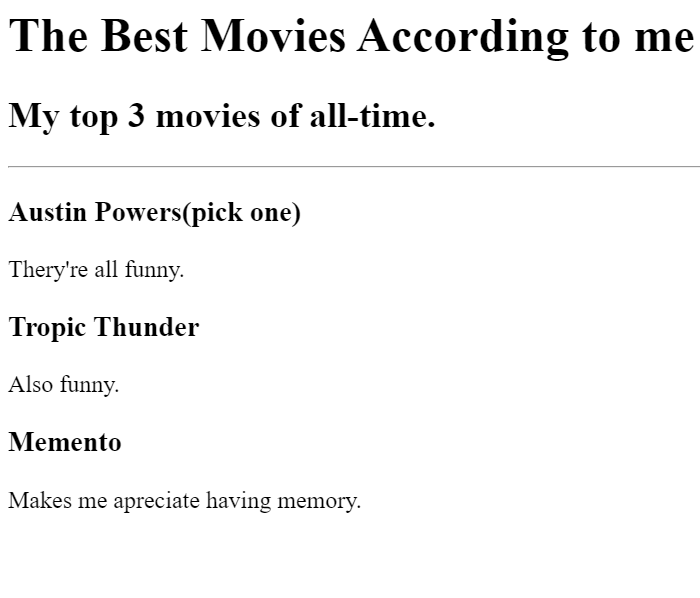 The Best Movies According to me
My top 3 movies of all-time.
Austin Powers(pick one)
Thery're all funny.
Tropic Thunder
Also funny.
Memento
Makes me apreciate having memory.